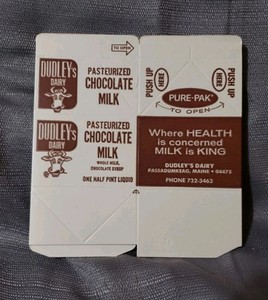 TO OPEN
DUDLEY'S
DAIRY
PASTEURIZED
CHOCOLATE
MILK
DUDLEY'S
DAIRY
PASTEURIZED
CHOCOLATE
MILK
WHOLE MILK,
CHOCOLATE SYRUP
ONE HALF PINT LIQUID
PUSH UP
HERE
HERE
PUSH UP
PURE-PAK
TO OPEN
Where HEALTH
is concerned
MILK is KING
DUDLEY'S DAIRY
PASSADUMKEAG, MAINE • 04475
PHONE 732-3463